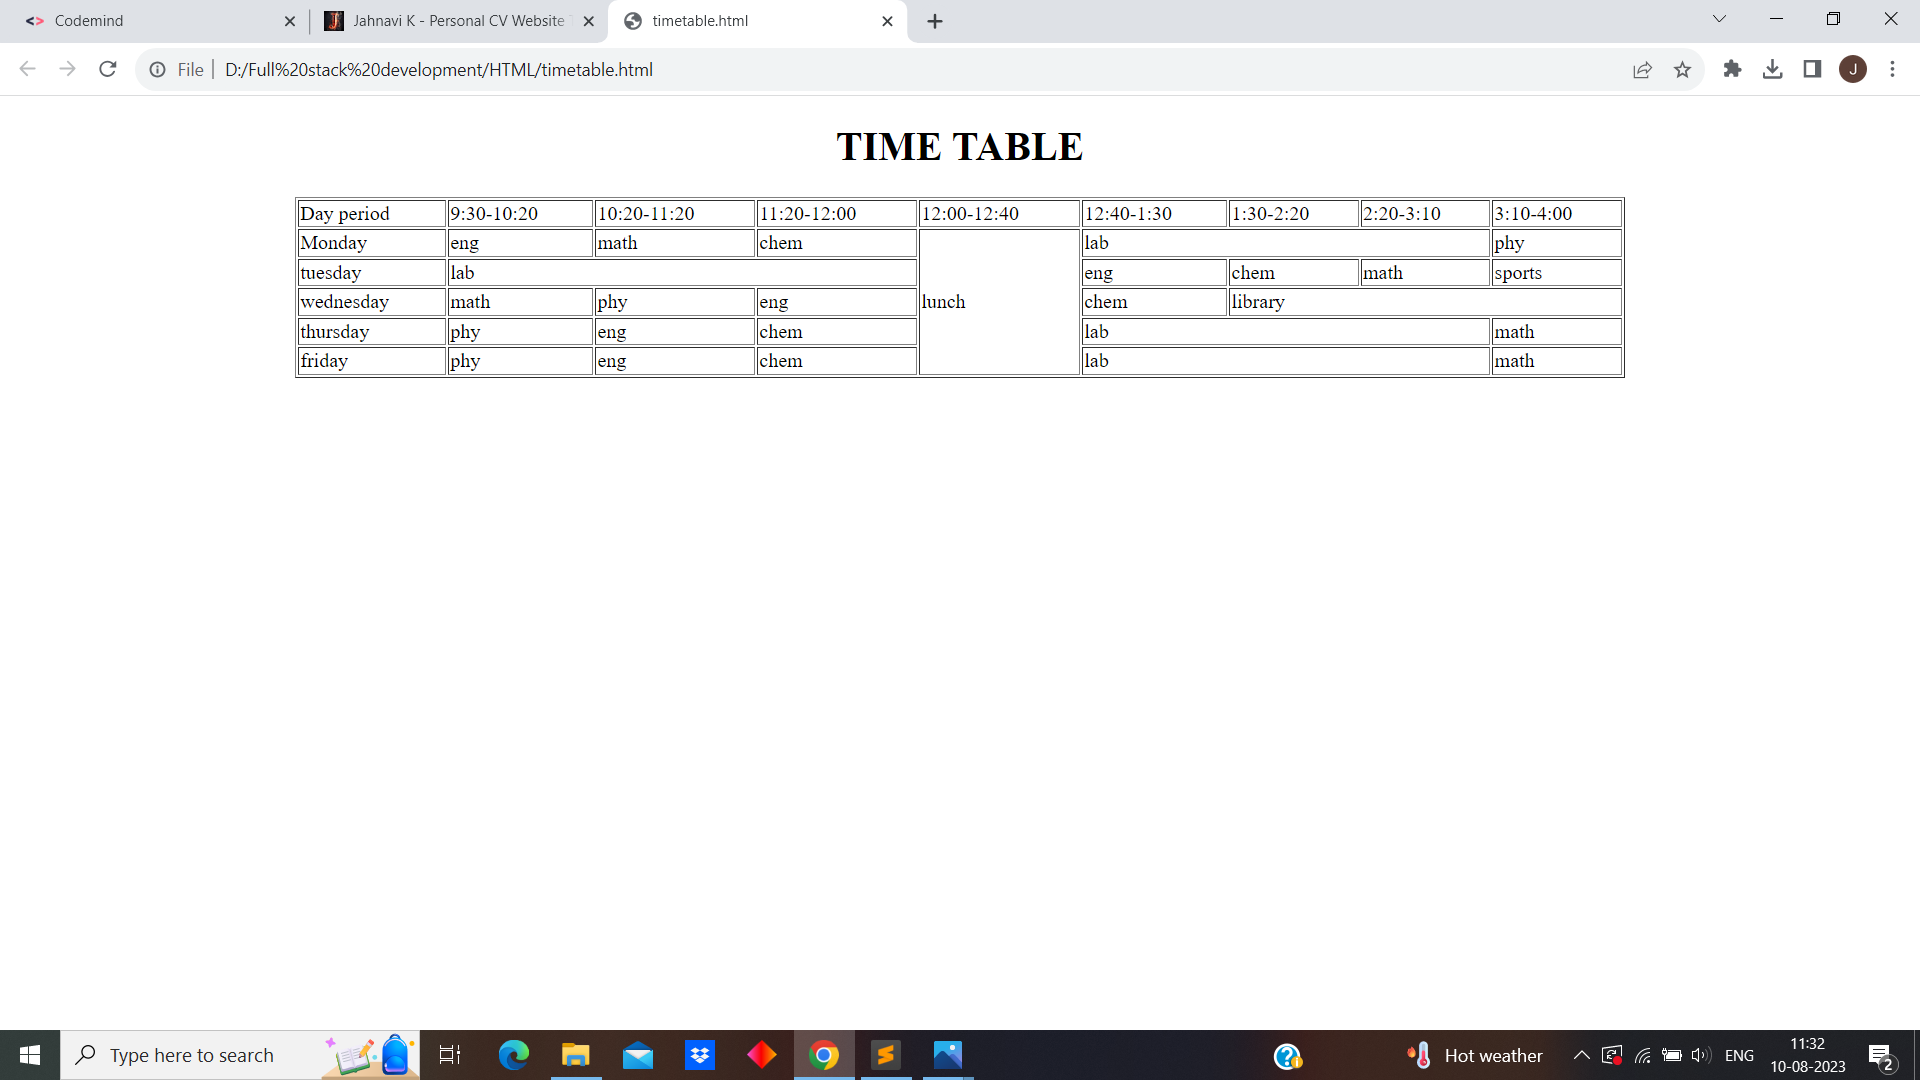 Codemind
Jahnavi K - Personal CV Website
timetable.html
File
D:/Full%20stack%20development/HTML/timetable.html
J
TIME TABLE
Day period 9:30-10:20 10:20-11:20 11:20-12:00 12:00-12:40 12:40-1:30 1:30-2:20 2:20-3:10 3:10-4:00
Monday eng math chem lab phy
tuesday lab eng chem math sports
wednesday math phy eng lunch chem library
thursday phy eng chem lab math
friday phy eng chem lab math
Type here to search
Hot weather
ENG
11:32
10-08-2023
2